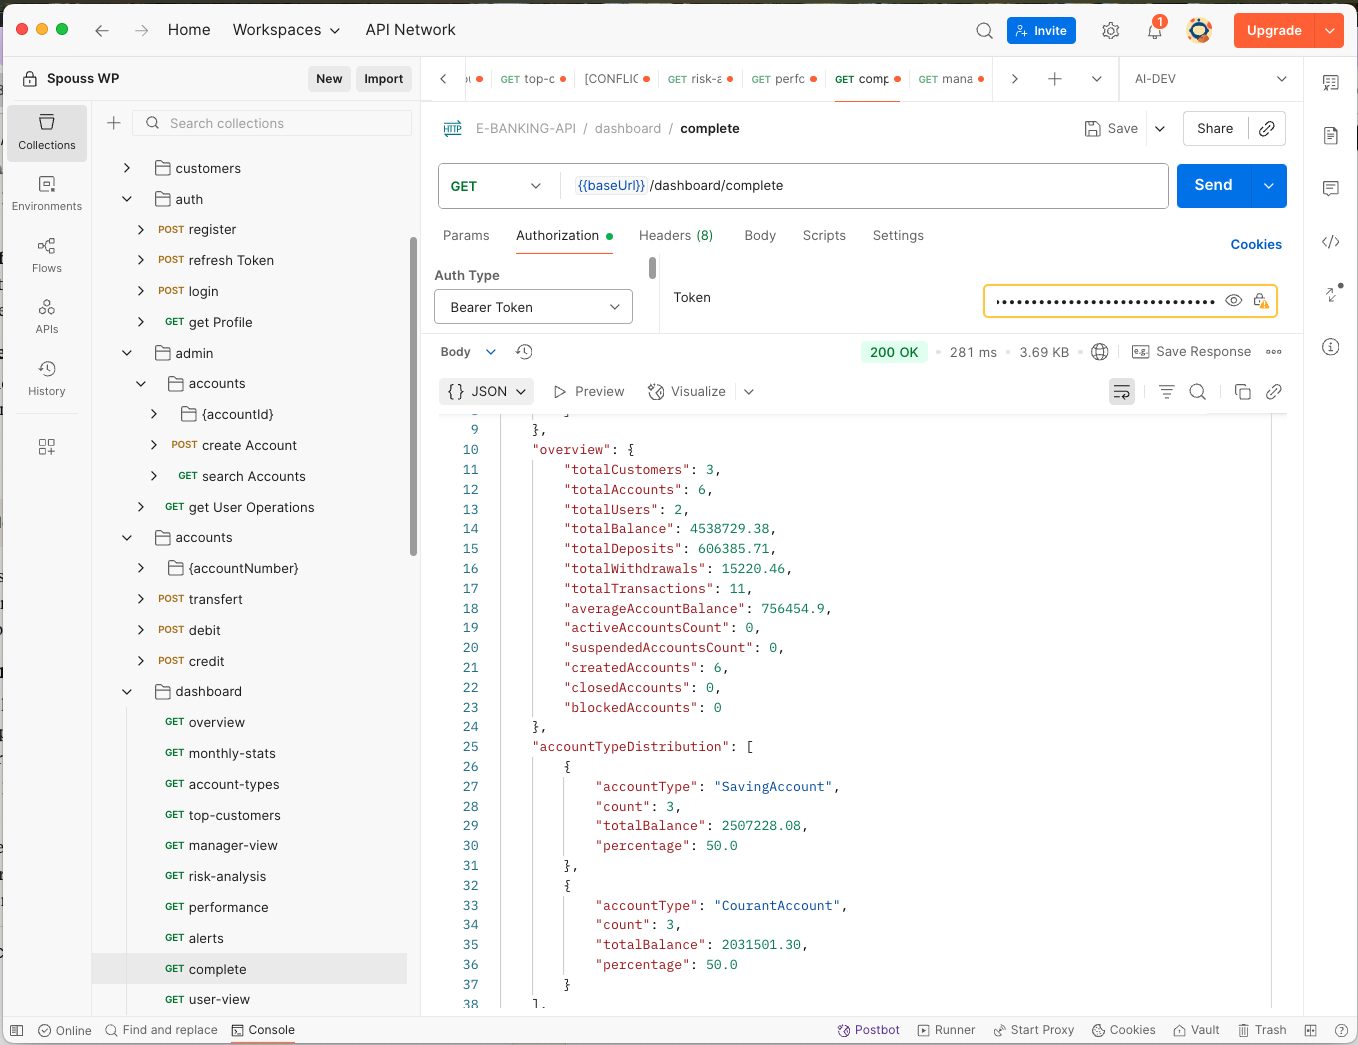 Home
Workspaces
API Network
Invite
1
Upgrade
Spouss WP
New
Import
GET top-c
[CONFLIC
GET risk-a
GET perfc
GET comp
GET mana
AI-DEV
Collections
Environments
Flows
APIs
History
Search collections
customers
auth
POST register
POST refresh Token
POST login
GET get Profile
admin
accounts
{accountId}
POST create Account
GET search Accounts
GET get User Operations
accounts
{accountNumber}
POST transfert
POST debit
POST credit
dashboard
GET overview
GET monthly-stats
GET account-types
GET top-customers
GET manager-view
GET risk-analysis
GET performance
GET alerts
GET complete
GET user-view
HTTP E-BANKING-API / dashboard / complete
Save
Share
GET
{{baseUrl}}/dashboard/complete
Send
Params
Authorization
Headers (8)
Body
Scripts
Settings
Cookies
Auth Type
Bearer Token
Token
Body
200 OK
281 ms
3.69 KB
e.g. Save Response
{} JSON
Preview
Visualize
9 },
10 "overview": {
11 "totalCustomers": 3,
12 "totalAccounts": 6,
13 "totalUsers": 2,
14 "totalBalance": 4538729.38,
15 "totalDeposits": 606385.71,
16 "totalWithdrawals": 15220.46,
17 "totalTransactions": 11,
18 "averageAccountBalance": 756454.9,
19 "activeAccountsCount": 0,
20 "suspendedAccountsCount": 0,
21 "createdAccounts": 6,
22 "closedAccounts": 0,
23 "blockedAccounts": 0
24 },
25 "accountTypeDistribution": [
26 {
27 "accountType": "SavingAccount",
28 "count": 3,
29 "totalBalance": 2507228.08,
30 "percentage": 50.0
31 },
32 {
33 "accountType": "CourantAccount",
34 "count": 3,
35 "totalBalance": 2031501.30,
36 "percentage": 50.0
37 }
38 ],
Online
Find and replace
Console
Postbot
Runner
Start Proxy
Cookies
Vault
Trash